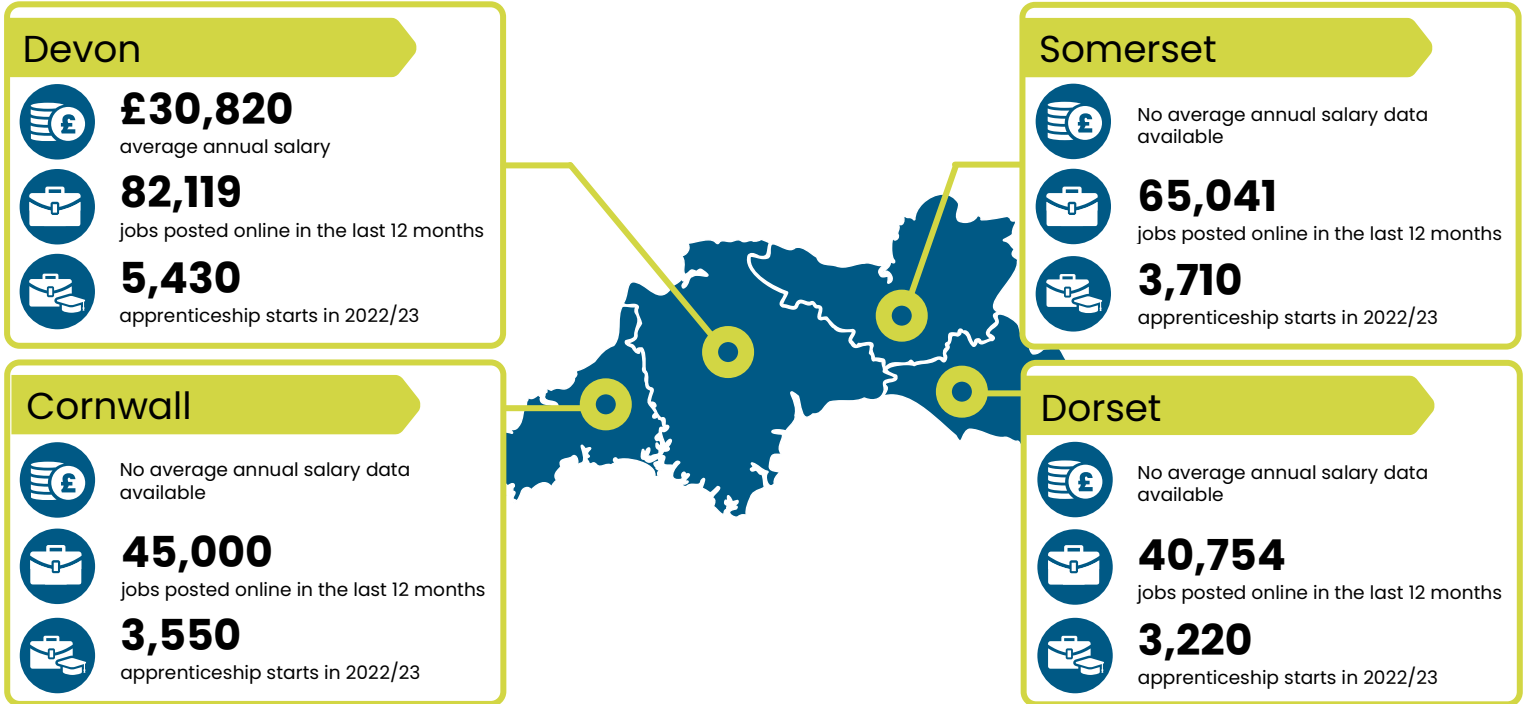 Devon
£30,820
average annual salary
82,119
jobs posted online in the last 12 months
5,430
apprenticeship starts in 2022/23
Somerset
No average annual salary data
available
65,041
jobs posted online in the last 12 months
3,710
apprenticeship starts in 2022/23
Cornwall
No average annual salary data
available
45,000
jobs posted online in the last 12 months
3,550
apprenticeship starts in 2022/23
Dorset
No average annual salary data
available
40,754
jobs posted online in the last 12 months
3,220
apprenticeship starts in 2022/23